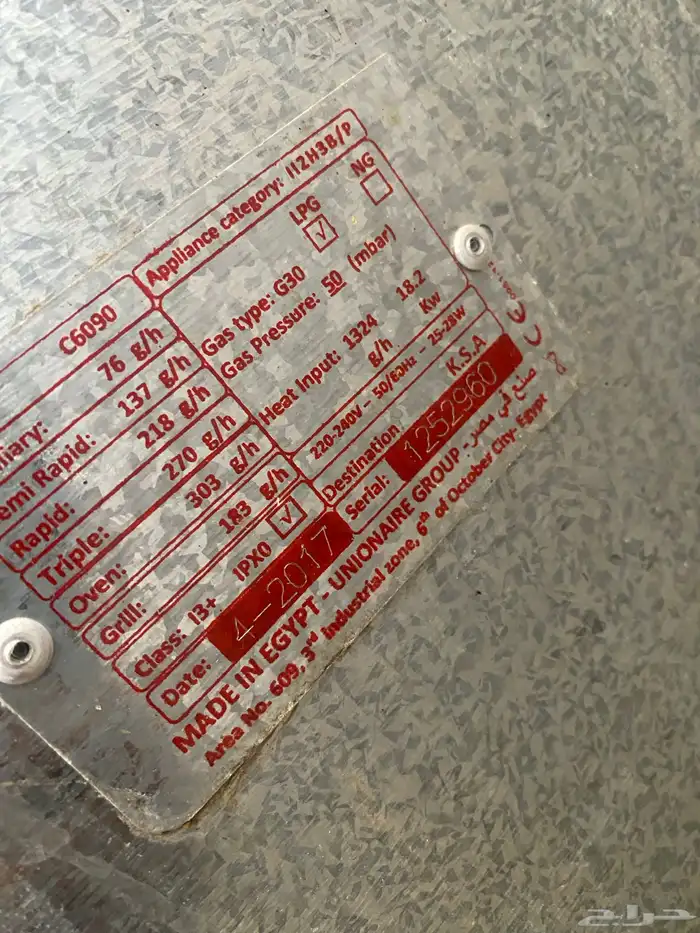 C6090
iliary: 76 g/h
emi Rapid: 137 g/h
Rapid: 218 g/h
Triple: 270 g/h
Oven: 303 g/h
Grill: 183 g/h
Class: I3+ IPX0 √
Date: 4-2017
Appliance category: II2H3B/P
LPG NG
√
Gas type: G30
Gas Pressure: 50 (mbar)
Heat Input: 1324 18.2
g/h Kw
220-240V - 50/60Hz - 25-28W
Destination K.S.A
Serial: 1252960
MADE IN EGYPT - UNIONAIRE GROUP - صنع في مصر
Area No. 609, 3rd industrial zone, 6th of October City- Egypt
CE
حراج